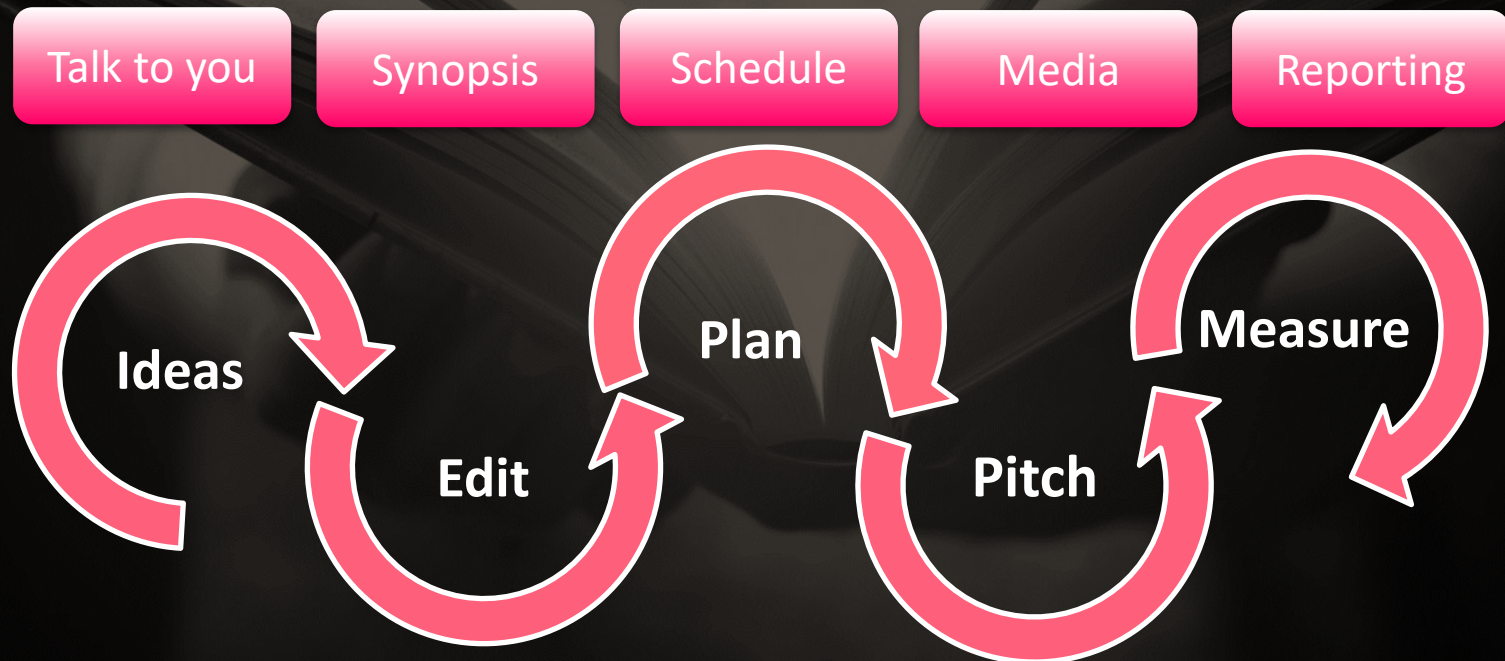 Talk to you
Synopsis
Schedule
Media
Reporting
Ideas
Edit
Plan
Pitch
Measure